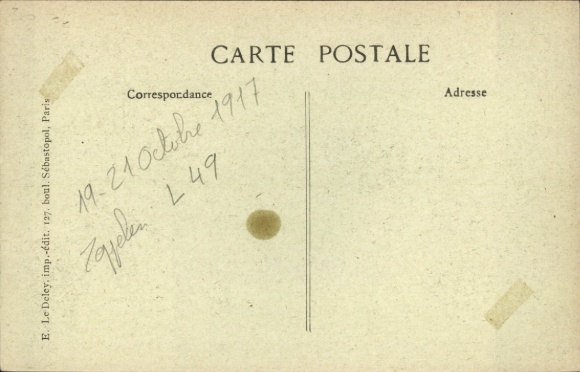 CARTE POSTALE
Correspondance
Adresse
19-21 Octobre 1917
Zeppelin L 49
E. Le Deley, imp.-édit. 127, boul. Sébastopol, Paris